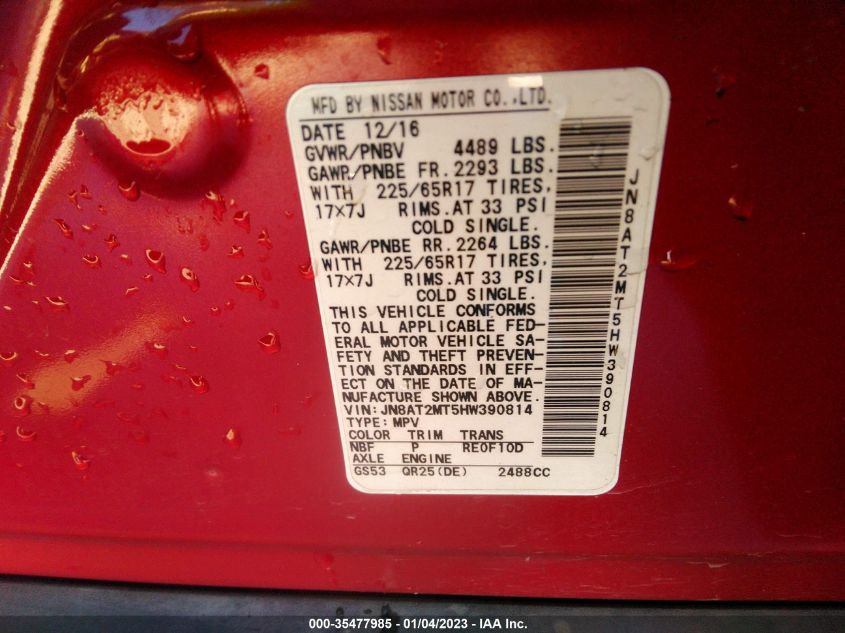 MFD BY NISSAN MOTOR CO.,LTD.
DATE 12/16
GVWR/PNBV 4489 LBS.
GAWR/PNBE FR. 2293 LBS.
WITH 225/65R17 TIRES,
17×7J RIMS.AT 33 PSI
COLD SINGLE.
GAWR/PNBE RR. 2264 LBS.
WITH 225/65R17 TIRES,
17×7J RIMS.AT 33 PSI
COLD SINGLE.
THIS VEHICLE CONFORMS
TO ALL APPLICABLE FED-
ERAL MOTOR VEHICLE SA-
FETY AND THEFT PREVEN-
TION STANDARDS IN EFF-
ECT ON THE DATE OF MA-
NUFACTURE SHOWN ABOVE.
VIN:JN8AT2MT5HW390814
TYPE:MPV
COLOR TRIM TRANS
NBF P RE0F10D
AXLE ENGINE
GS53 QR25(DE) 2488CC
JN8AT2MT5HW390814
000-35477985 - 01/04/2023 - IAA Inc.